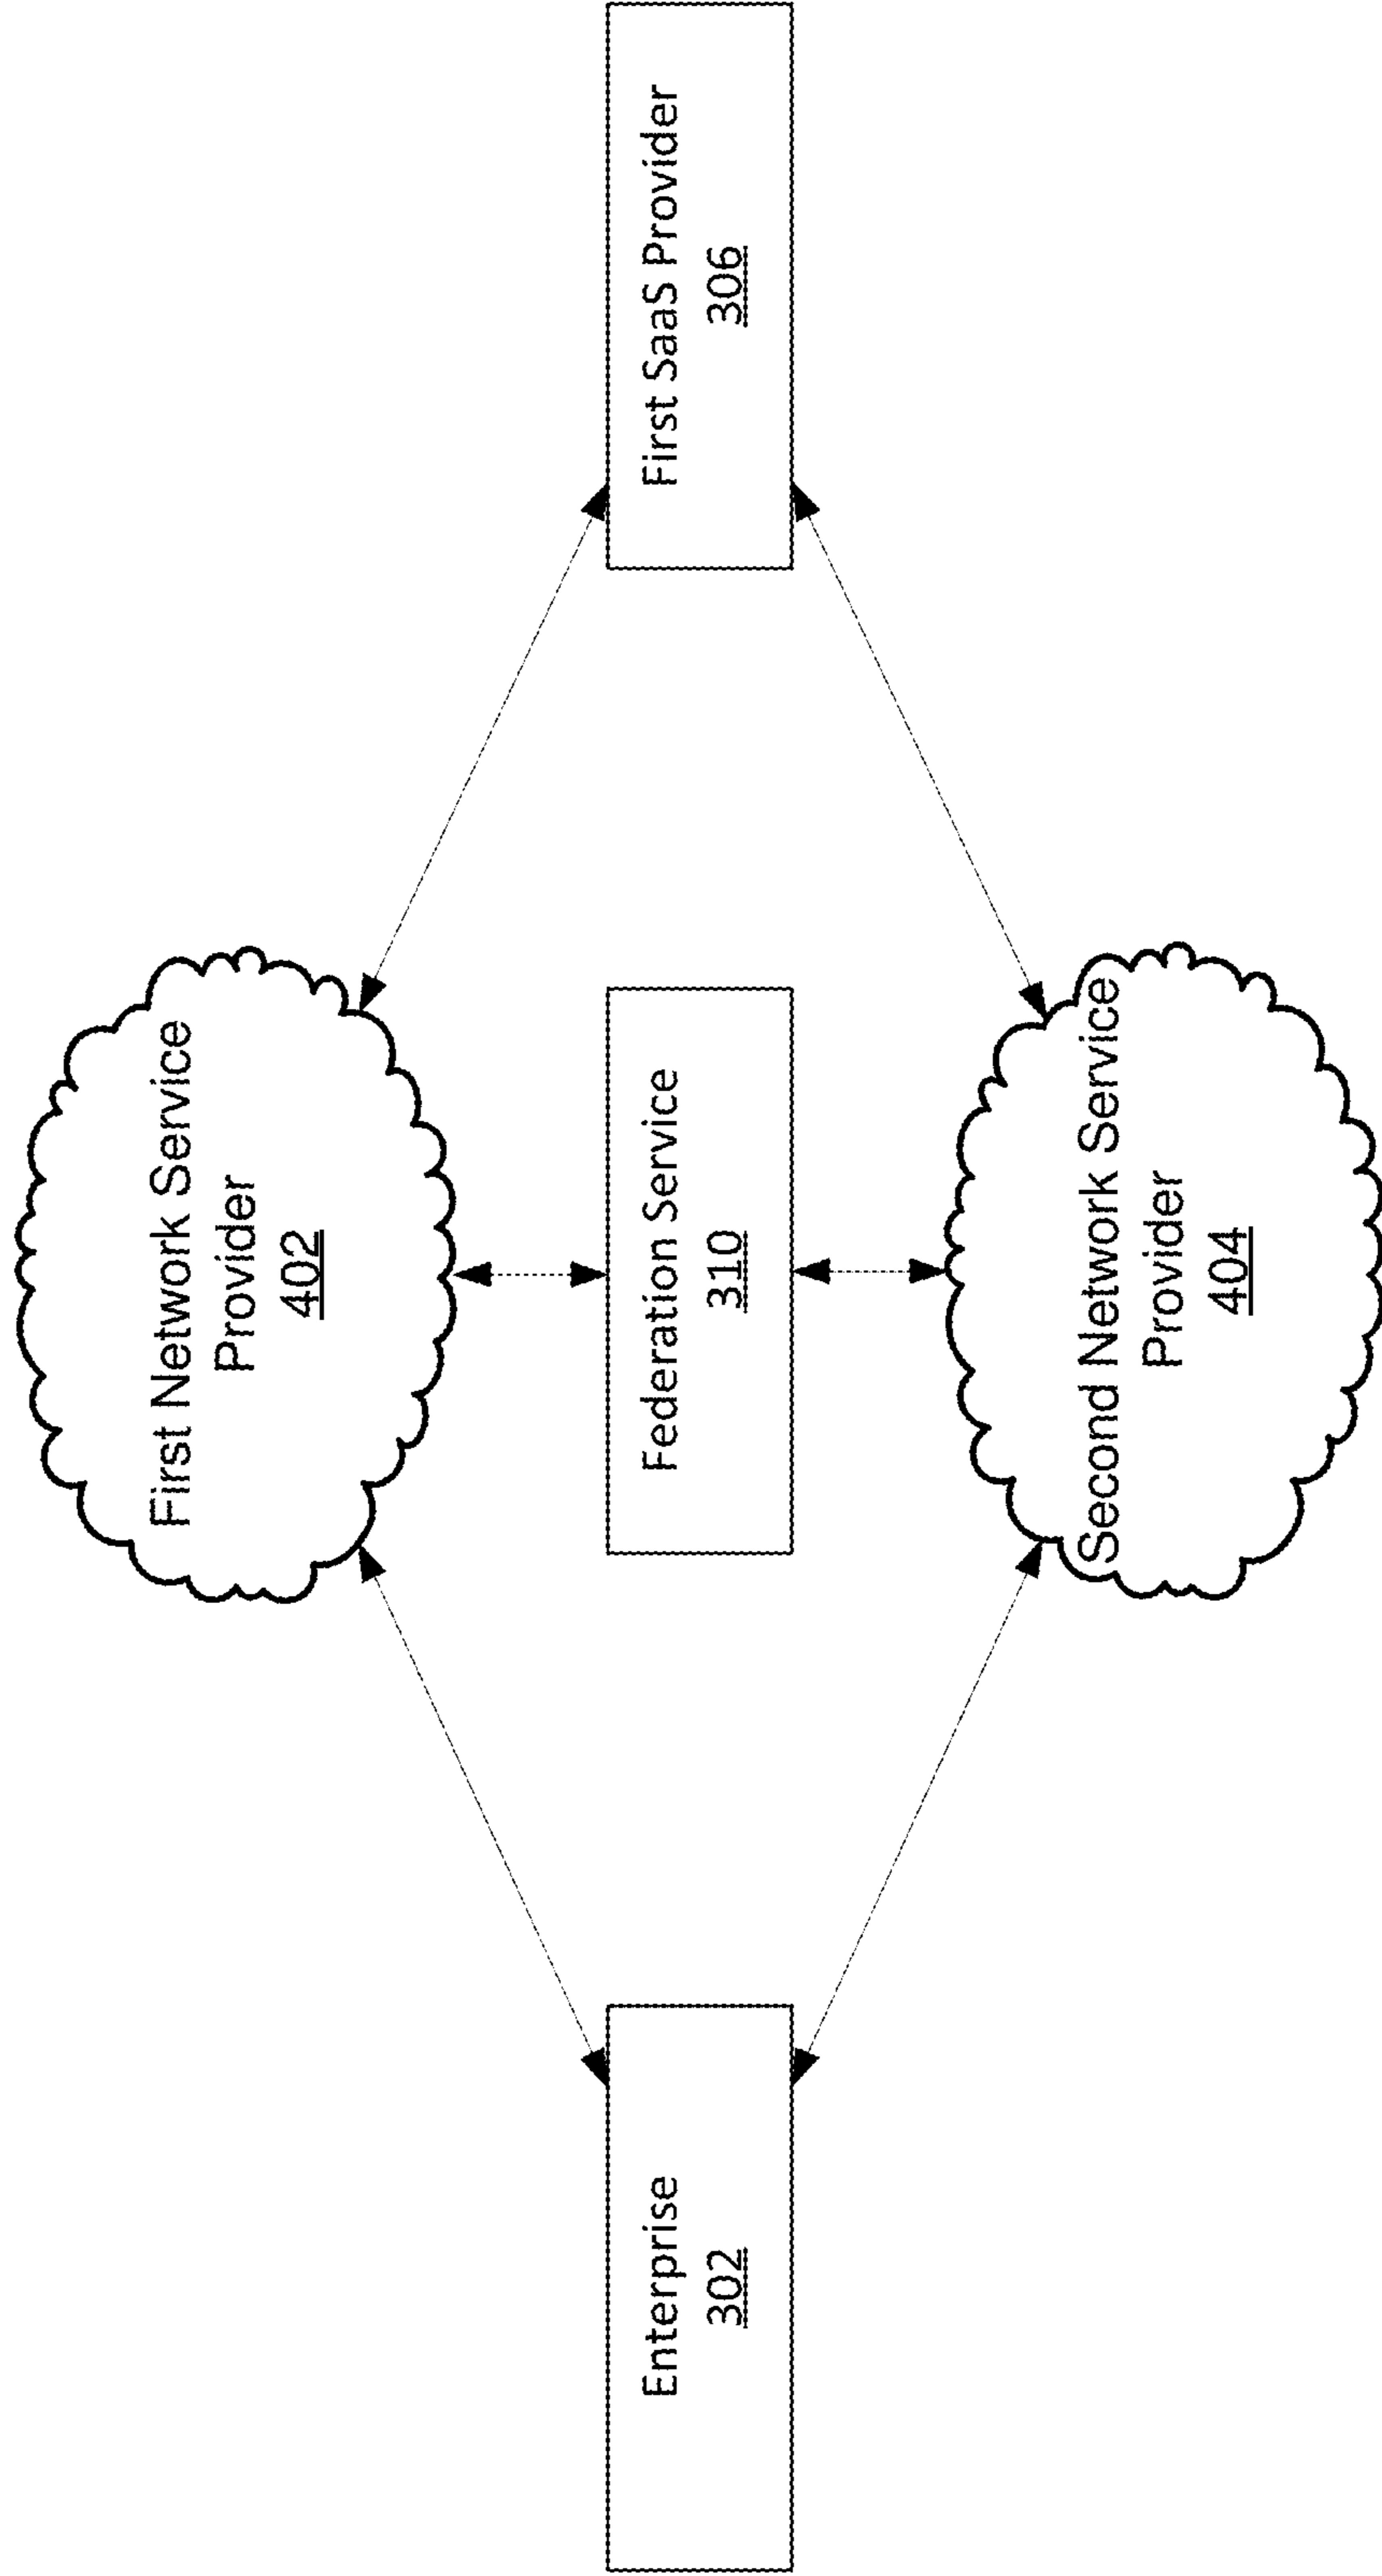 First Network Service
Provider
402
Enterprise
302
Federation Service
310
First SaaS Provider
306
Second Network Service
Provider
404